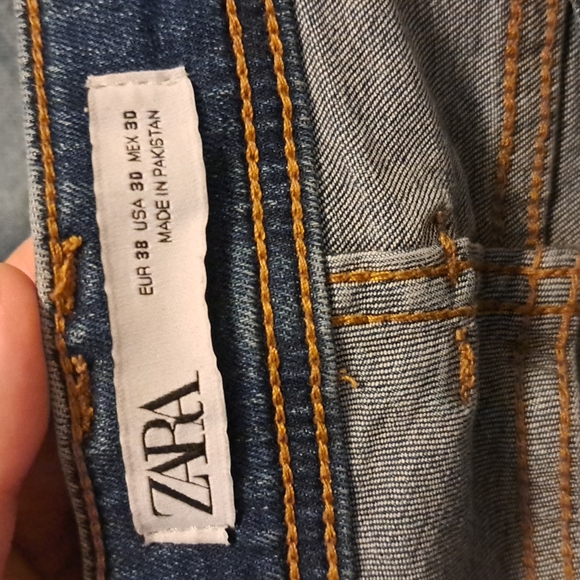 ZARA
EUR 38 USA 30 MEX 30
MADE IN PAKISTAN